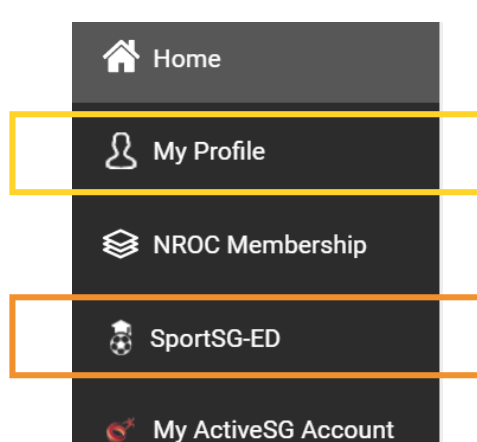 Home
My Profile
NROC Membership
SportSG-ED
My ActiveSG Account